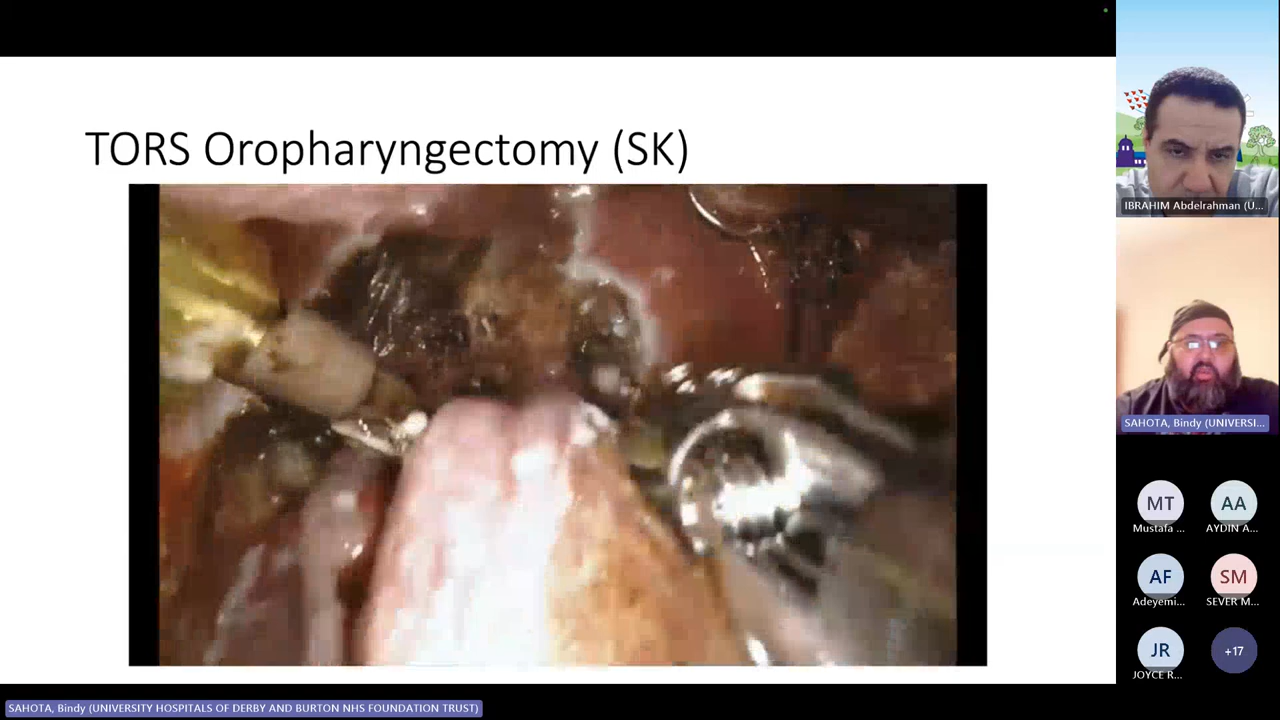 TORS Oropharyngectomy (SK)
IBRAHIM Abdelrahman (U...
SAHOTA, Bindy (UNIVERSI...
MT
AA
Mustafa ...
AYDIN A...
AF
SM
Adeyemi...
SEVER M...
JR
+17
JOYCE R...
SAHOTA, Bindy (UNIVERSITY HOSPITALS OF DERBY AND BURTON NHS FOUNDATION TRUST)